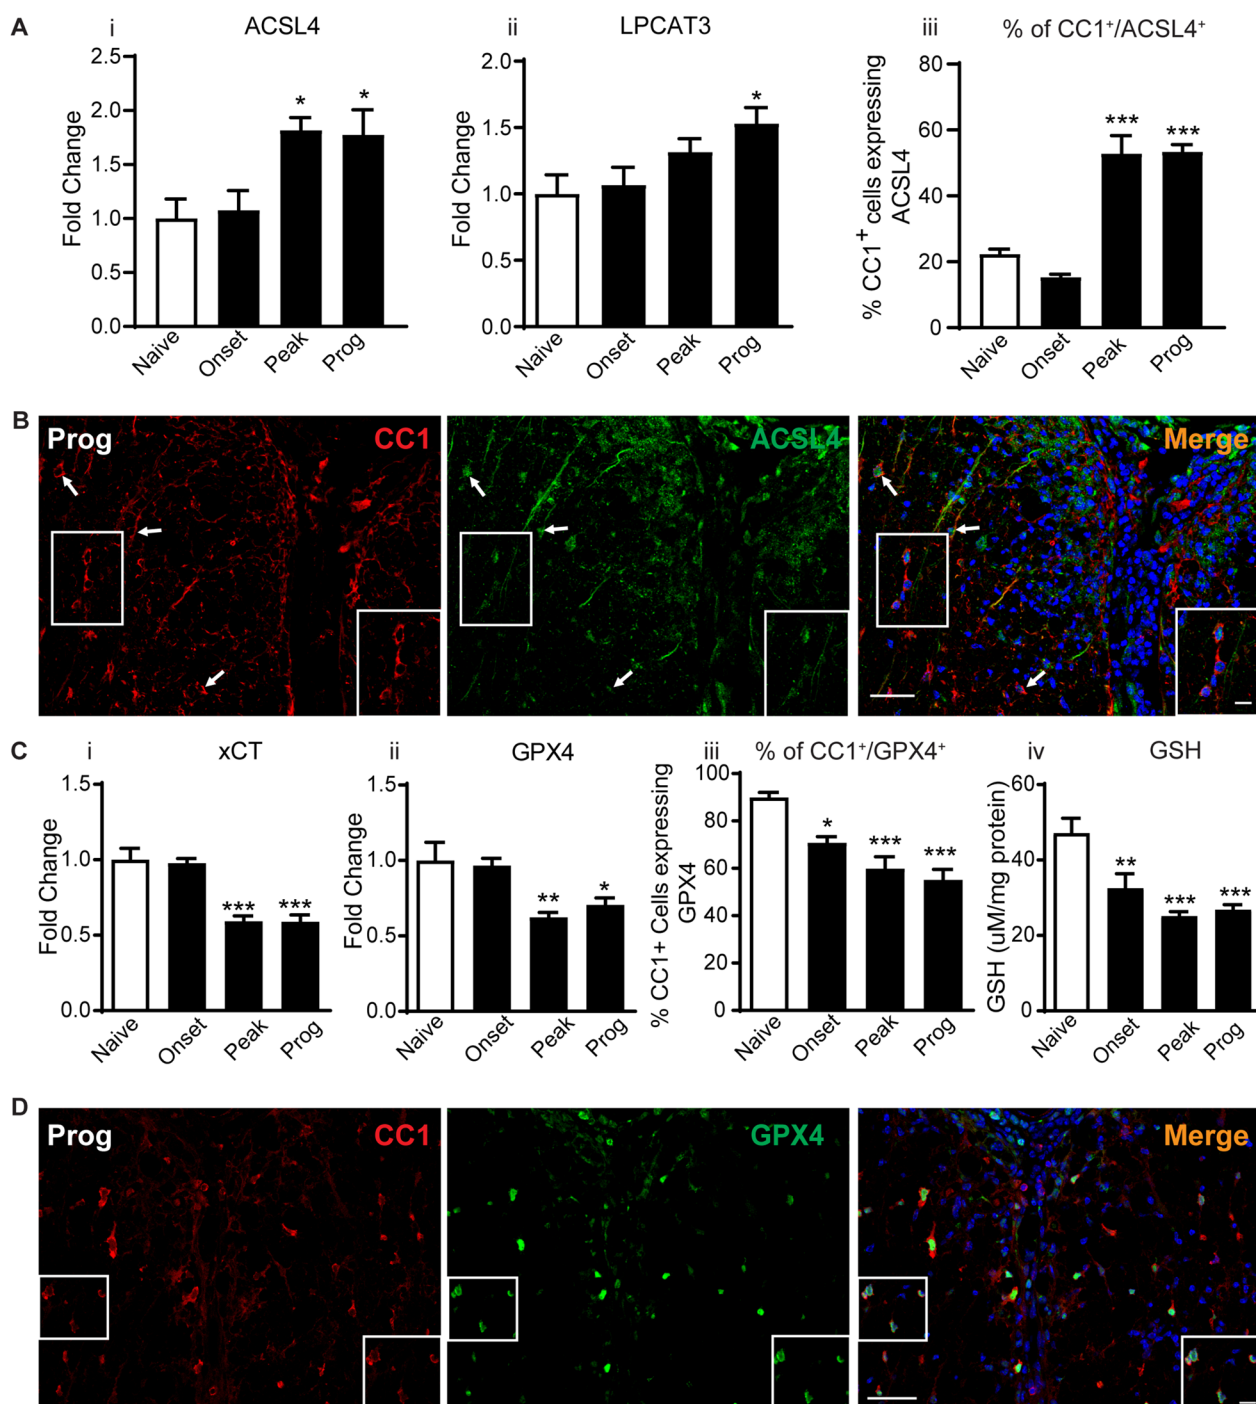 A
i
ACSL4
Fold Change
2.5
2.0
1.5
1.0
0.5
0.0
*
*
Naive
Onset
Peak
Prog
ii
LPCAT3
Fold Change
2.0
1.5
1.0
0.5
0.0
*
Naive
Onset
Peak
Prog
iii
% of CC1⁺/ACSL4⁺
% CC1⁺ cells expressing
ACSL4
80
60
40
20
0
***
***
Naive
Onset
Peak
Prog
B
Prog
CC1
ACSL4
Merge
C
i
xCT
Fold Change
1.5
1.0
0.5
0.0
***
***
Naive
Onset
Peak
Prog
ii
GPX4
Fold Change
1.5
1.0
0.5
0.0
**
*
Naive
Onset
Peak
Prog
iii
% of CC1⁺/GPX4⁺
% CC1+ Cells expressing
GPX4
100
80
60
40
20
0
*
***
***
Naive
Onset
Peak
Prog
iv
GSH
GSH (uM/mg protein)
60
40
20
0
**
***
***
Naive
Onset
Peak
Prog
D
Prog
CC1
GPX4
Merge